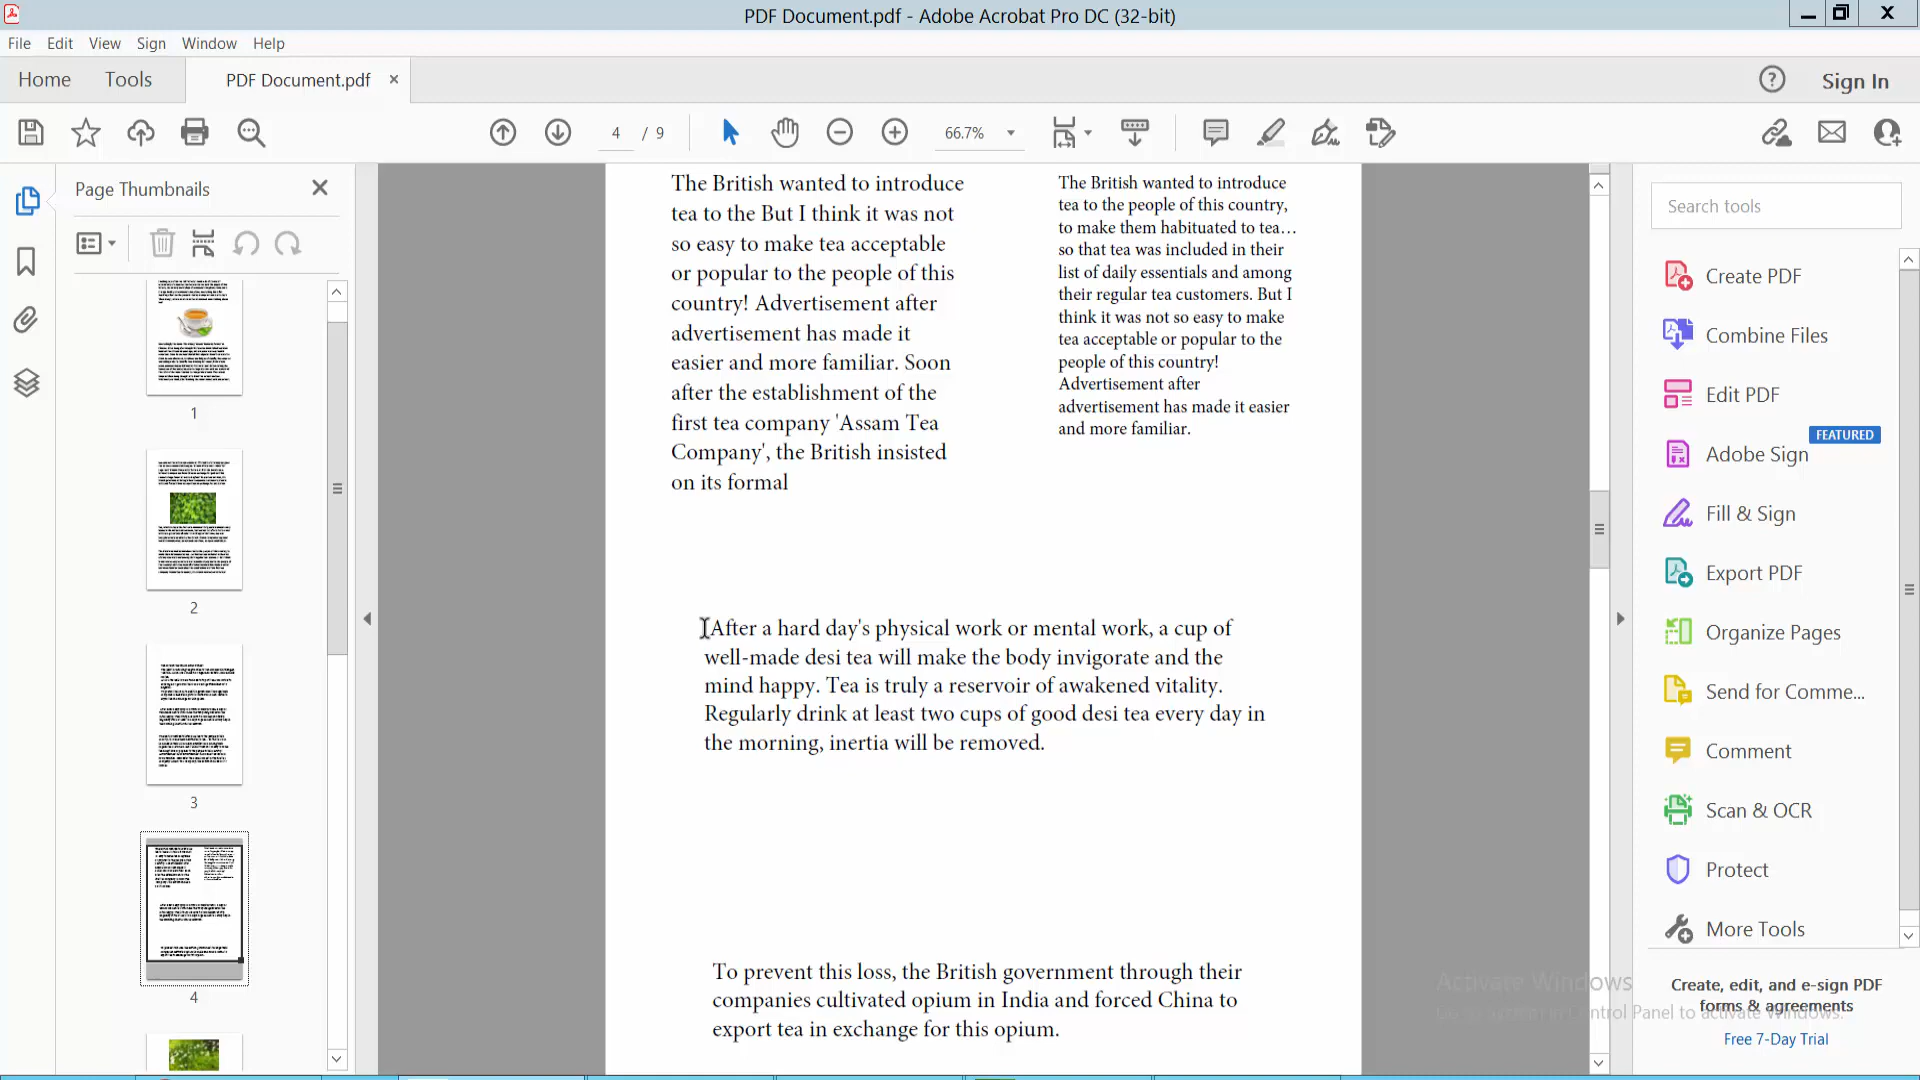 PDF Document.pdf - Adobe Acrobat Pro DC (32-bit)
File Edit View Sign Window Help
Home Tools PDF Document.pdf × Sign In
4 / 9 66.7%
Page Thumbnails
1
2
3
4
The British wanted to introduce
tea to the But I think it was not
so easy to make tea acceptable
or popular to the people of this
country! Advertisement after
advertisement has made it
easier and more familiar. Soon
after the establishment of the
first tea company 'Assam Tea
Company', the British insisted
on its formal
The British wanted to introduce
tea to the people of this country,
to make them habituated to tea…
so that tea was included in their
list of daily essentials and among
their regular tea customers. But I
think it was not so easy to make
tea acceptable or popular to the
people of this country!
Advertisement after
advertisement has made it easier
and more familiar.
After a hard day's physical work or mental work, a cup of
well-made desi tea will make the body invigorate and the
mind happy. Tea is truly a reservoir of awakened vitality.
Regularly drink at least two cups of good desi tea every day in
the morning, inertia will be removed.
To prevent this loss, the British government through their
companies cultivated opium in India and forced China to
export tea in exchange for this opium.
Search tools
Create PDF
Combine Files
Edit PDF
FEATURED
Adobe Sign
Fill & Sign
Export PDF
Organize Pages
Send for Comme...
Comment
Scan & OCR
Protect
More Tools
Activate Windows
Control Panel to activate Windows.
Create, edit, and e-sign PDF
forms & agreements
Free 7-Day Trial